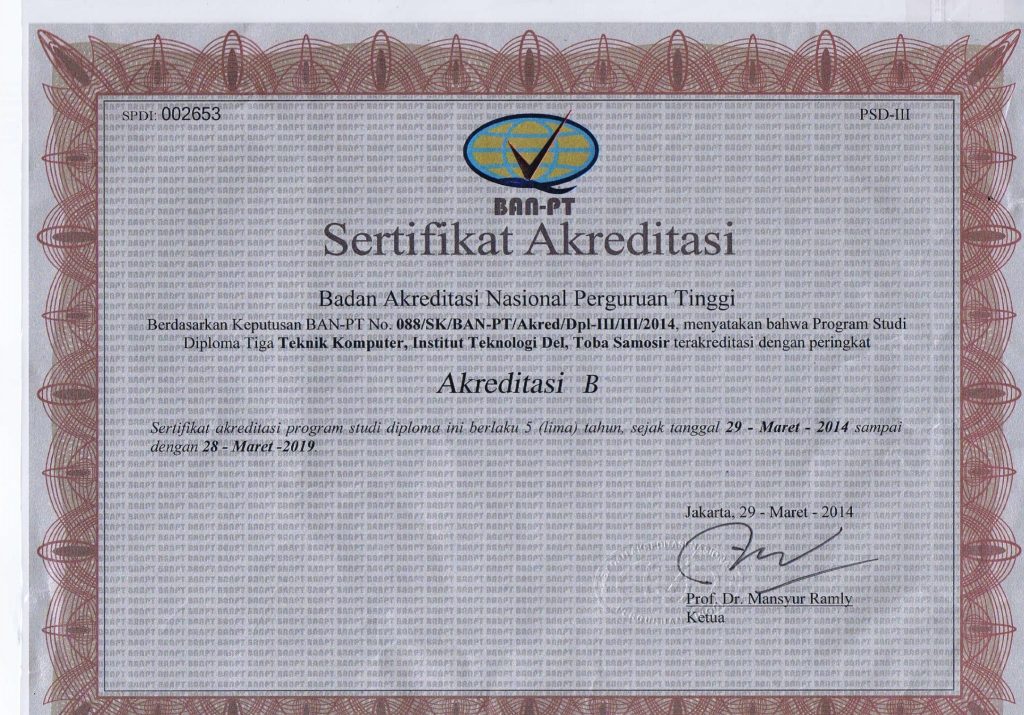 SPDI: 002653
PSD-III
BAN-PT
Sertifikat Akreditasi
Badan Akreditasi Nasional Perguruan Tinggi
Berdasarkan Keputusan BAN-PT No. 088/SK/BAN-PT/Akred/Dpl-III/III/2014, menyatakan bahwa Program Studi
Diploma Tiga Teknik Komputer, Institut Teknologi Del, Toba Samosir terakreditasi dengan peringkat
Akreditasi B
Sertifikat akreditasi program studi diploma ini berlaku 5 (lima) tahun, sejak tanggal 29 - Maret - 2014 sampai
dengan 28 - Maret -2019.
Jakarta, 29 - Maret - 2014
Prof. Dr. Mansyur Ramly
Ketua